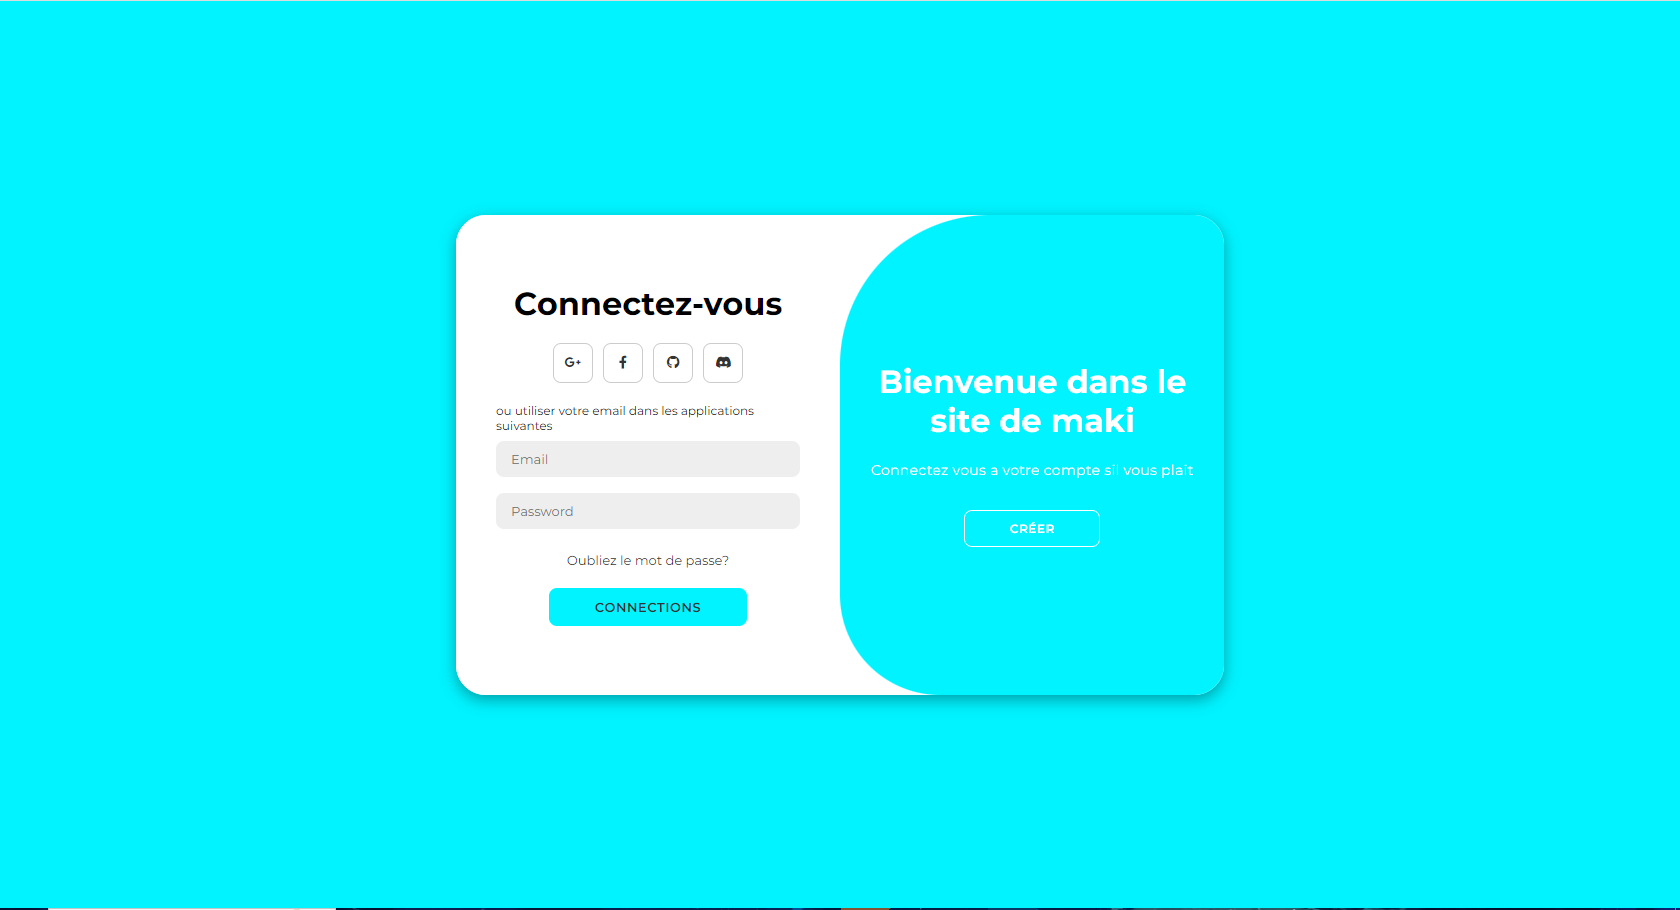 Connectez-vous
G+
ou utiliser votre email dans les applications
suivantes
Email
Password
Oubliez le mot de passe?
CONNECTIONS
Bienvenue dans le
site de maki
Connectez vous a votre compte sil vous plait
CRÉER